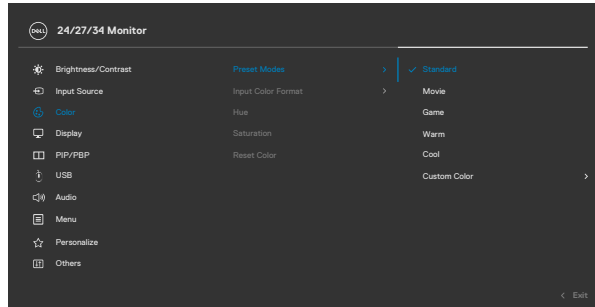 DELL 24/27/34 Monitor
Brightness/Contrast Preset Modes > ✓ Standard
Input Source Input Color Format > Movie
Color Hue Game
Display Saturation Warm
PIP/PBP Reset Color Cool
USB Custom Color >
Audio
Menu
Personalize
Others
< Exit